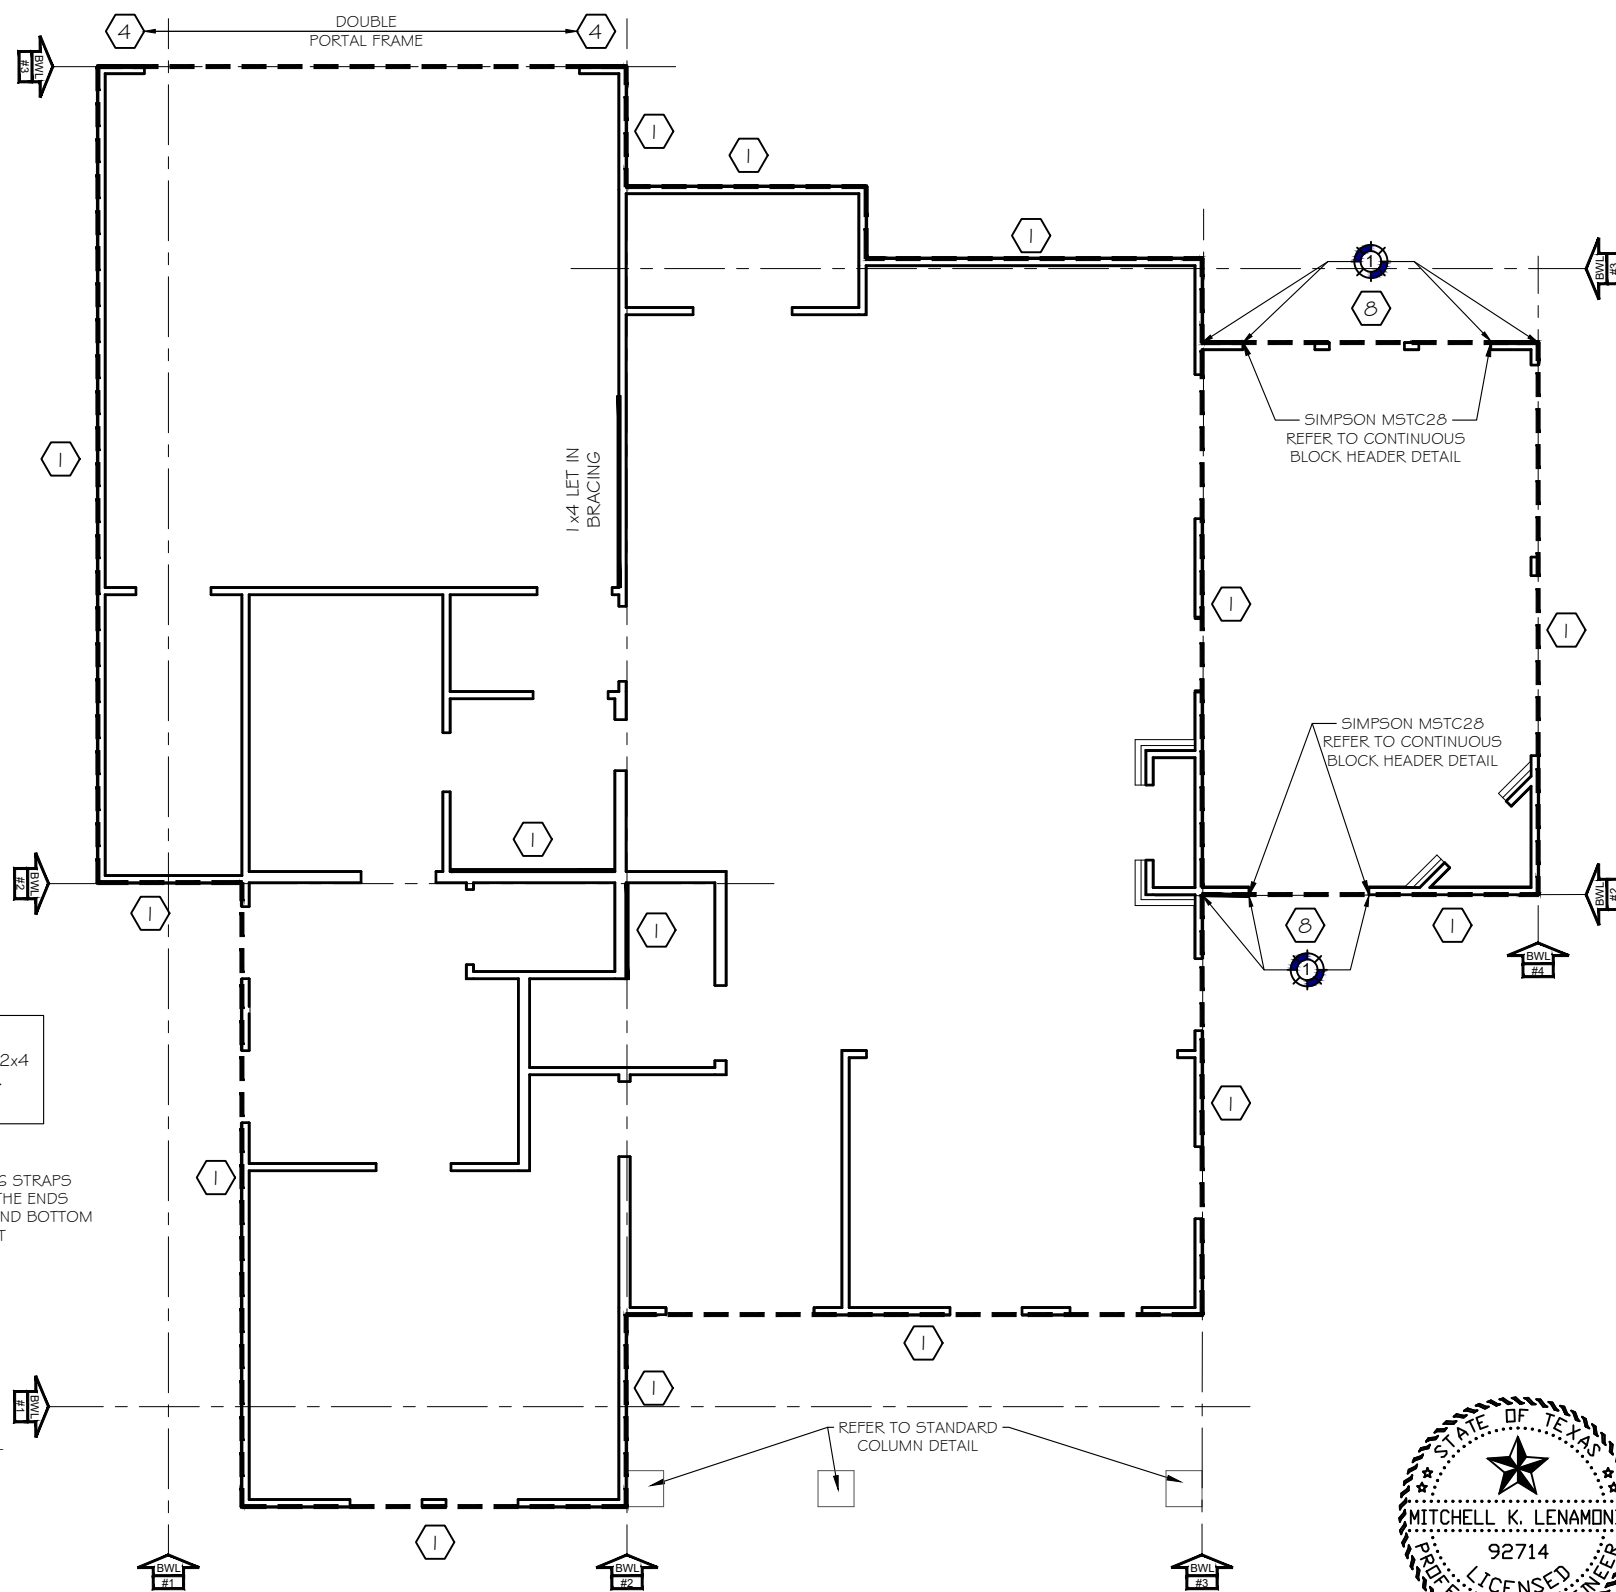 4
DOUBLE
PORTAL FRAME
4
BWL
#3
1
1
1
1
8
BWL
#3
SIMPSON MSTC28
REFER TO CONTINUOUS
BLOCK HEADER DETAIL
1
1x4 LET IN
BRACING
1
1
SIMPSON MSTC28
REFER TO CONTINUOUS
BLOCK HEADER DETAIL
1
BWL
#2
1
1
8
1
1
BWL
#2
BWL
#4
2x4
1
1
STRAPS
THE ENDS
ND BOTTOM
T
1
1
BWL
#1
REFER TO STANDARD
COLUMN DETAIL
1
BWL
#1
BWL
#2
BWL
#3
STATE OF TEXAS
MITCHELL K. LENAMON
92714
LICENSED